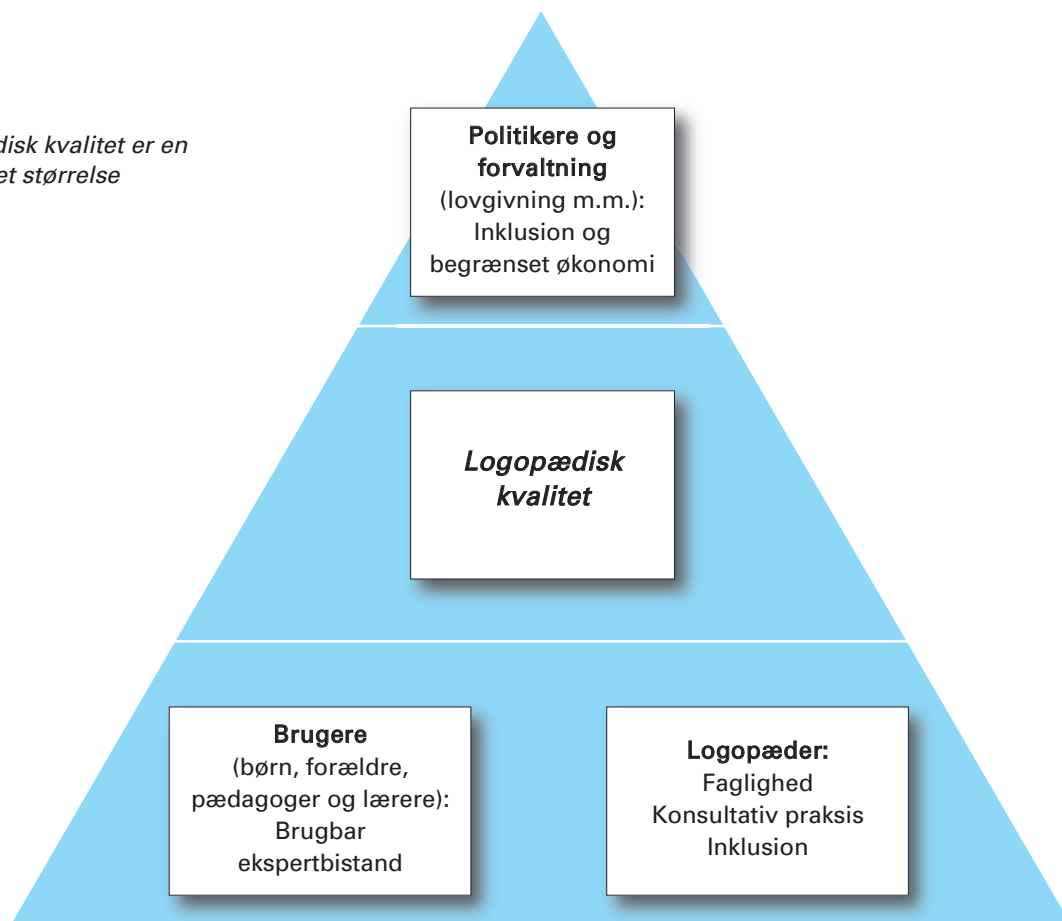 disk kvalitet er en
et størrelse
Politikere og
forvaltning
(lovgivning m.m.):
Inklusion og
begrænset økonomi
Logopædisk
kvalitet
Brugere
(børn, forældre,
pædagoger og lærere):
Brugbar
ekspertbistand
Logopæder:
Faglighed
Konsultativ praksis
Inklusion